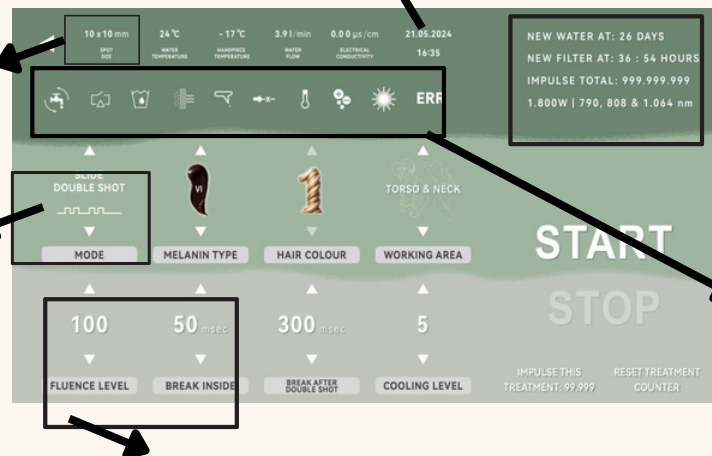 10 x 10 mm
SPOT
SIZE
24 °C
WATER
TEMPERATURE
- 17 °C
HANDPIECE
TEMPERATURE
3.9 l/min
WATER
FLOW
0.0 0 µs /cm
ELECTRICAL
CONDUCTIVITY
21.05.2024
16:35
NEW WATER AT: 26 DAYS
NEW FILTER AT: 36 : 54 HOURS
IMPULSE TOTAL: 999.999.999
1.800W | 790, 808 & 1.064 nm
ERR
SLIDE
DOUBLE SHOT
VI
1
TORSO & NECK
MODE
MELANIN TYPE
HAIR COLOUR
WORKING AREA
START
STOP
100
50 msec
300 msec
5
FLUENCE LEVEL
BREAK INSIDE
BREAK AFTER
DOUBLE SHOT
COOLING LEVEL
IMPULSE THIS
TREATMENT: 99.999
RESET TREATMENT
COUNTER